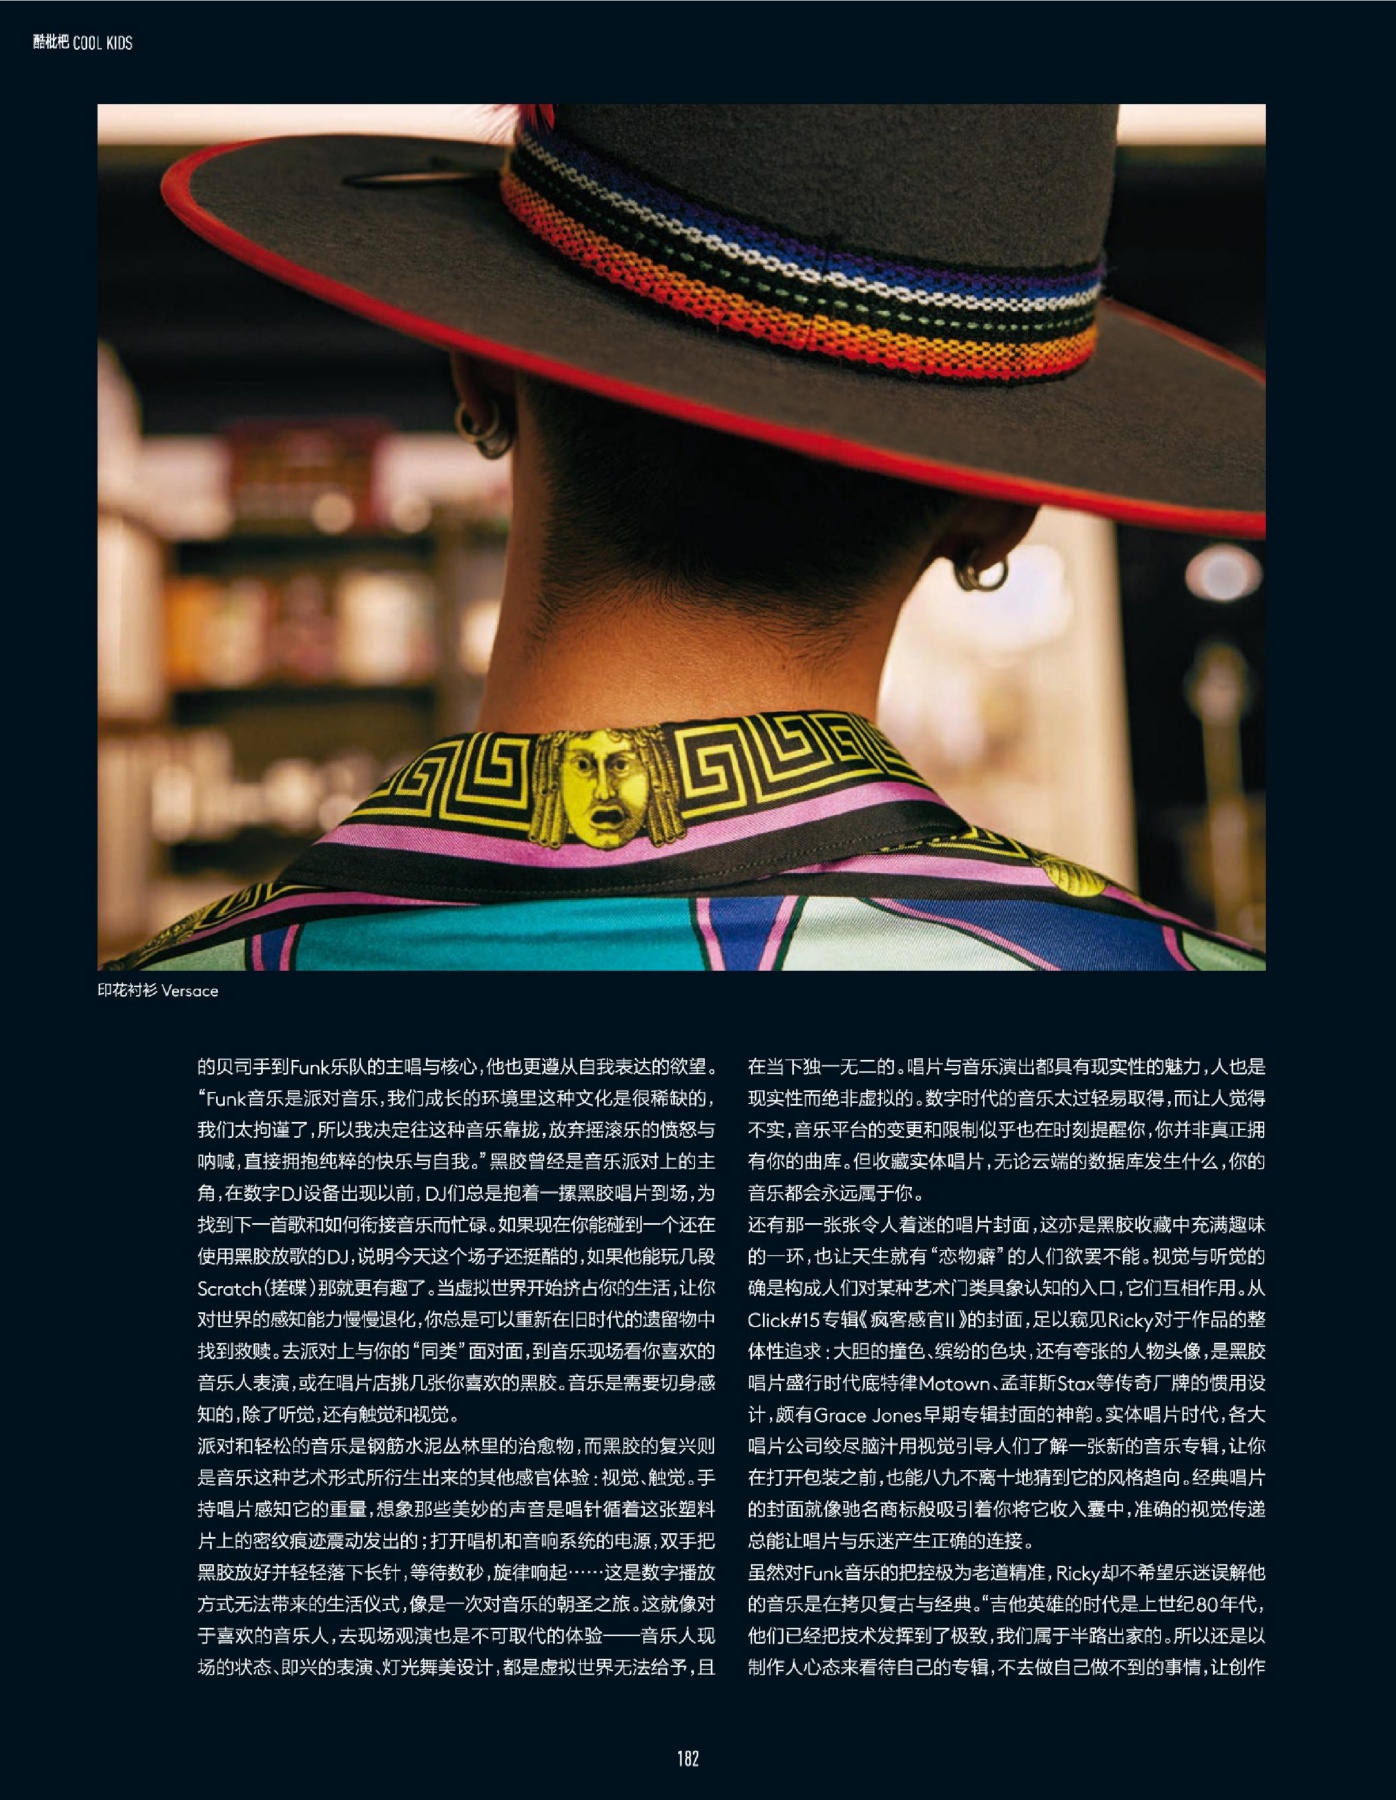 酷枇杷 COOL KIDS
印花衬衫 Versace
的贝司手到Funk乐队的主唱与核心,他也更遵从自我表达的欲望。
“Funk音乐是派对音乐,我们成长的环境里这种文化是很稀缺的,
我们太拘谨了,所以我决定往这种音乐靠拢,放弃摇滚乐的愤怒与
呐喊,直接拥抱纯粹的快乐与自我。”黑胶曾经是音乐派对上的主
角,在数字DJ设备出现以前,DJ们总是抱着一摞黑胶唱片到场,为
找到下一首歌和如何衔接音乐而忙碌。如果现在你能碰到一个还在
使用黑胶放歌的DJ,说明今天这个场子还挺酷的,如果他能玩几段
Scratch(搓碟)那就更有趣了。当虚拟世界开始挤占你的生活,让你
对世界的感知能力慢慢退化,你总是可以重新在旧时代的遗留物中
找到救赎。去派对上与你的“同类”面对面,到音乐现场看你喜欢的
音乐人表演,或在唱片店挑几张你喜欢的黑胶。音乐是需要切身感
知的,除了听觉,还有触觉和视觉。
派对和轻松的音乐是钢筋水泥丛林里的治愈物,而黑胶的复兴则
是音乐这种艺术形式所衍生出来的其他感官体验:视觉、触觉。手
持唱片感知它的重量,想象那些美妙的声音是唱针循着这张塑料
片上的密纹痕迹震动发出的;打开唱机和音响系统的电源,双手把
黑胶放好并轻轻落下长针,等待数秒,旋律响起……这是数字播放
方式无法带来的生活仪式,像是一次对音乐的朝圣之旅。这就像对
于喜欢的音乐人,去现场观演也是不可取代的体验——音乐人现
场的状态、即兴的表演、灯光舞美设计,都是虚拟世界无法给予,且
在当下独一无二的。唱片与音乐演出都具有现实性的魅力,人也是
现实性而绝非虚拟的。数字时代的音乐太过轻易取得,而让人觉得
不实,音乐平台的变更和限制似乎也在时刻提醒你,你并非真正拥
有你的曲库。但收藏实体唱片,无论云端的数据库发生什么,你的
音乐都会永远属于你。
还有那一张张令人着迷的唱片封面,这亦是黑胶收藏中充满趣味
的一环,也让天生就有“恋物癖”的人们欲罢不能。视觉与听觉的
确是构成人们对某种艺术门类具象认知的入口,它们互相作用。从
Click#15专辑《疯客感官II》的封面,足以窥见Ricky对于作品的整
体性追求:大胆的撞色、缤纷的色块,还有夸张的人物头像,是黑胶
唱片盛行时代底特律Motown、孟菲斯Stax等传奇厂牌的惯用设
计,颇有Grace Jones早期专辑封面的神韵。实体唱片时代,各大
唱片公司绞尽脑汁用视觉引导人们了解一张新的音乐专辑,让你
在打开包装之前,也能八九不离十地猜到它的风格趋向。经典唱片
的封面就像驰名商标般吸引着你将它收入囊中,准确的视觉传递
总能让唱片与乐迷产生正确的连接。
虽然对Funk音乐的把控极为老道精准,Ricky却不希望乐迷误解他
的音乐是在拷贝复古与经典。“吉他英雄的时代是上世纪80年代,
他们已经把技术发挥到了极致,我们属于半路出家的。所以还是以
制作人心态来看待自己的专辑,不去做自己做不到的事情,让创作
182